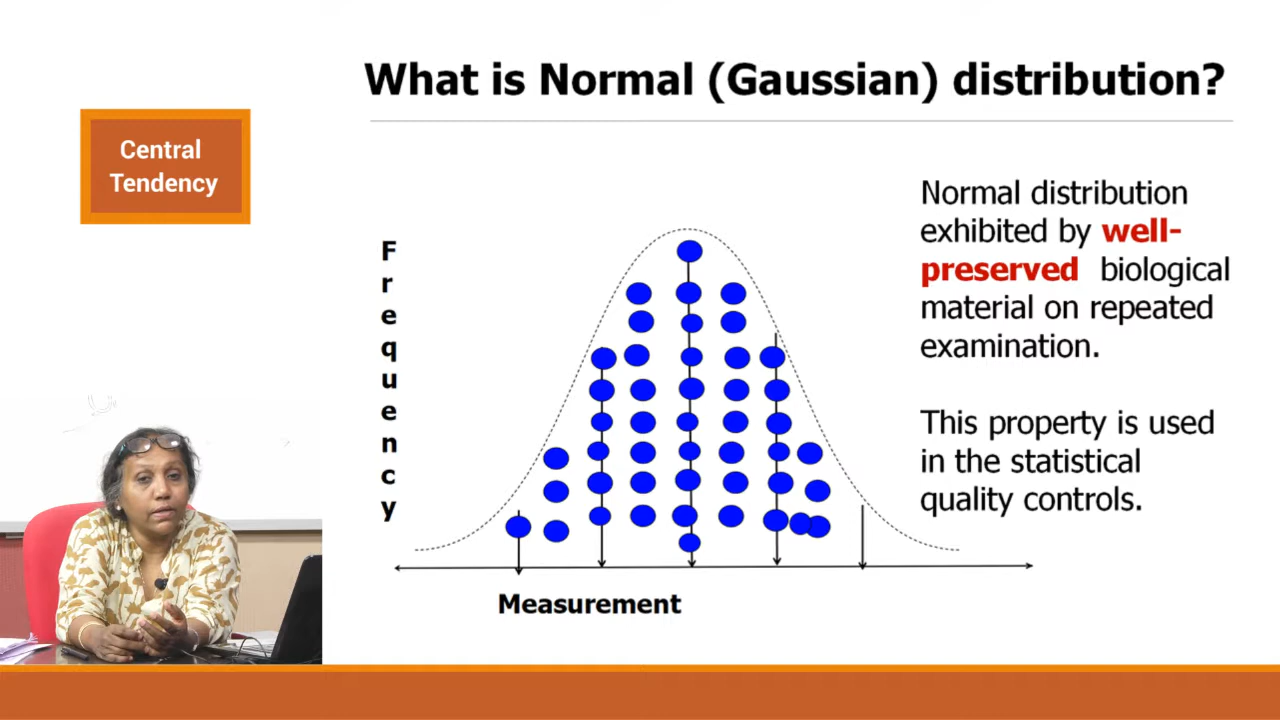 What is Normal (Gaussian) distribution?
Central
Tendency
Normal distribution
exhibited by well-
preserved biological
material on repeated
examination.
This property is used
in the statistical
quality controls.
F
r
e
q
u
e
n
c
y
Measurement